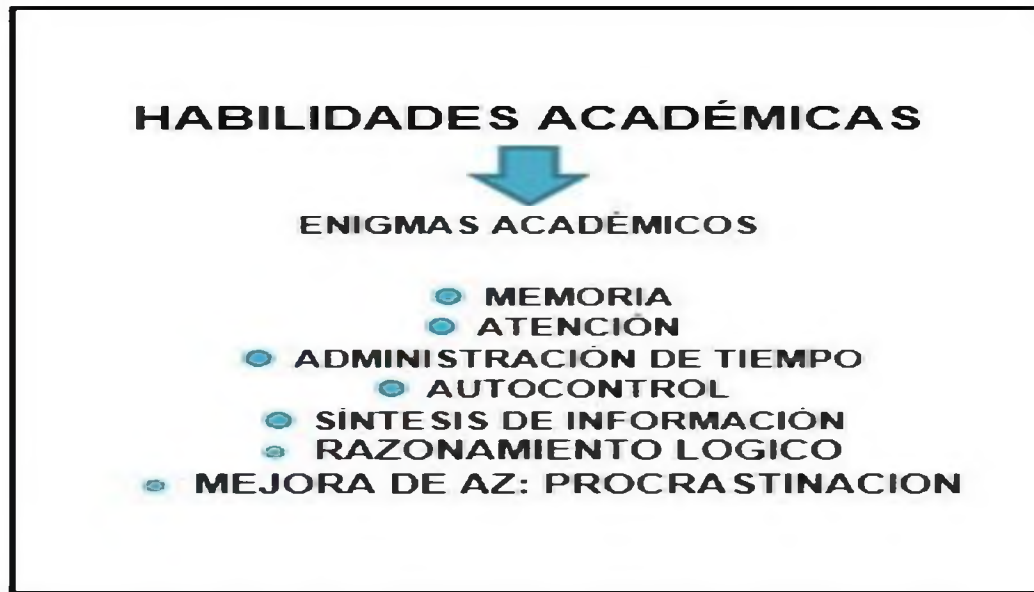 HABILIDADES ACADÉMICAS
ENIGMAS ACADÉMICOS
MEMORIA
ATENCIÓN
ADMINISTRACIÓN DE TIEMPO
AUTOCONTROL
SÍNTESIS DE INFORMACIÓN
RAZONAMIENTO LOGICO
MEJORA DE AZ: PROCRASTINACION